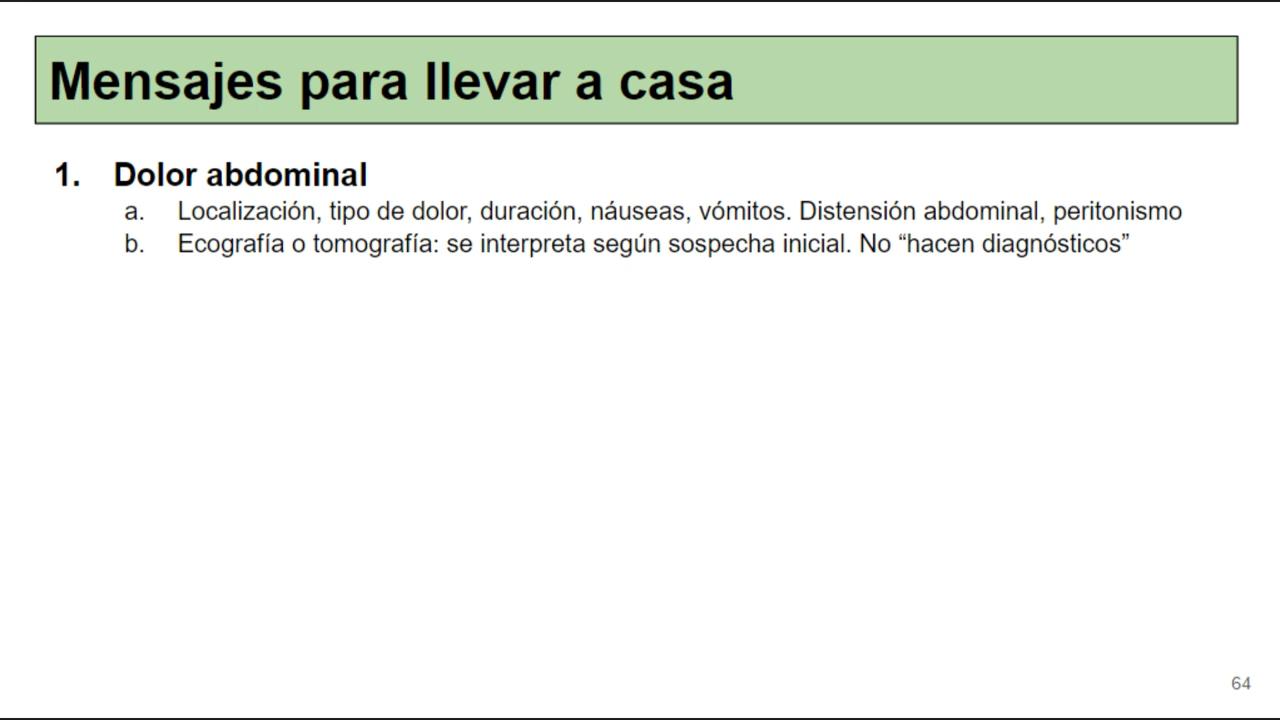 Mensajes para llevar a casa
1. Dolor abdominal
a. Localización, tipo de dolor, duración, náuseas, vómitos. Distensión abdominal, peritonismo
b. Ecografía o tomografía: se interpreta según sospecha inicial. No “hacen diagnósticos”
64